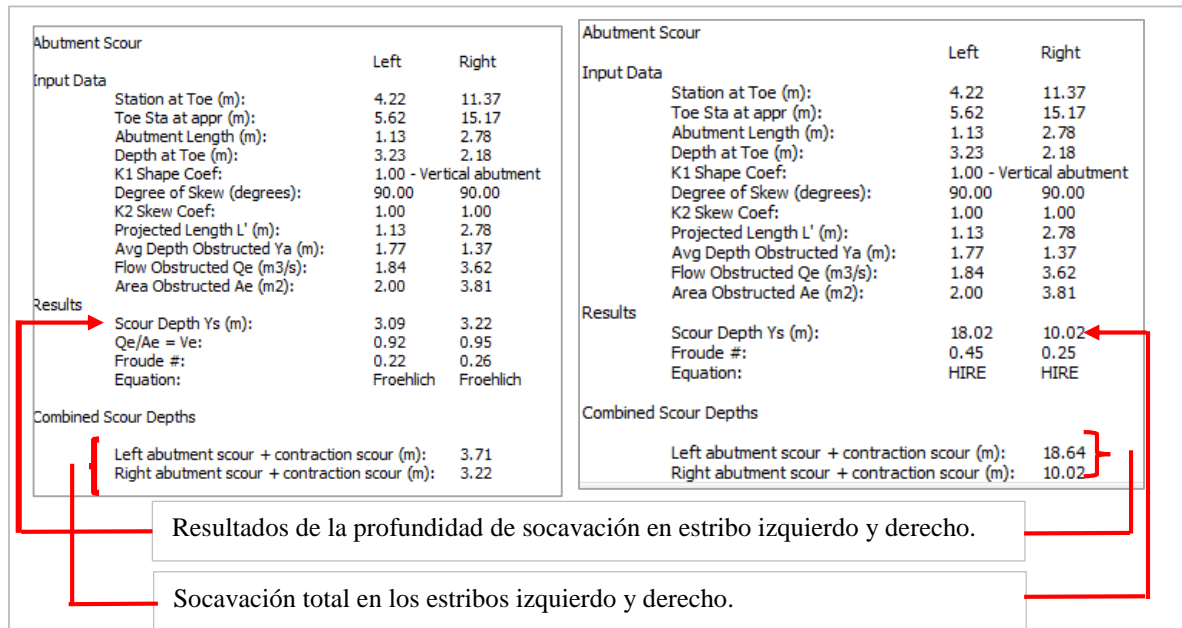 Abutment Scour
Left Right
Input Data
Station at Toe (m): 4.22 11.37
Toe Sta at appr (m): 5.62 15.17
Abutment Length (m): 1.13 2.78
Depth at Toe (m): 3.23 2.18
K1 Shape Coef: 1.00 - Vertical abutment
Degree of Skew (degrees): 90.00 90.00
K2 Skew Coef: 1.00 1.00
Projected Length L' (m): 1.13 2.78
Avg Depth Obstructed Ya (m): 1.77 1.37
Flow Obstructed Qe (m3/s): 1.84 3.62
Area Obstructed Ae (m2): 2.00 3.81
Results
Scour Depth Ys (m): 3.09 3.22
Qe/Ae = Ve: 0.92 0.95
Froude #: 0.22 0.26
Equation: Froehlich Froehlich
Combined Scour Depths
Left abutment scour + contraction scour (m): 3.71
Right abutment scour + contraction scour (m): 3.22
Abutment Scour
Left Right
Input Data
Station at Toe (m): 4.22 11.37
Toe Sta at appr (m): 5.62 15.17
Abutment Length (m): 1.13 2.78
Depth at Toe (m): 3.23 2.18
K1 Shape Coef: 1.00 - Vertical abutment
Degree of Skew (degrees): 90.00 90.00
K2 Skew Coef: 1.00 1.00
Projected Length L' (m): 1.13 2.78
Avg Depth Obstructed Ya (m): 1.77 1.37
Flow Obstructed Qe (m3/s): 1.84 3.62
Area Obstructed Ae (m2): 2.00 3.81
Results
Scour Depth Ys (m): 18.02 10.02
Froude #: 0.45 0.25
Equation: HIRE HIRE
Combined Scour Depths
Left abutment scour + contraction scour (m): 18.64
Right abutment scour + contraction scour (m): 10.02
Resultados de la profundidad de socavación en estribo izquierdo y derecho.
Socavación total en los estribos izquierdo y derecho.